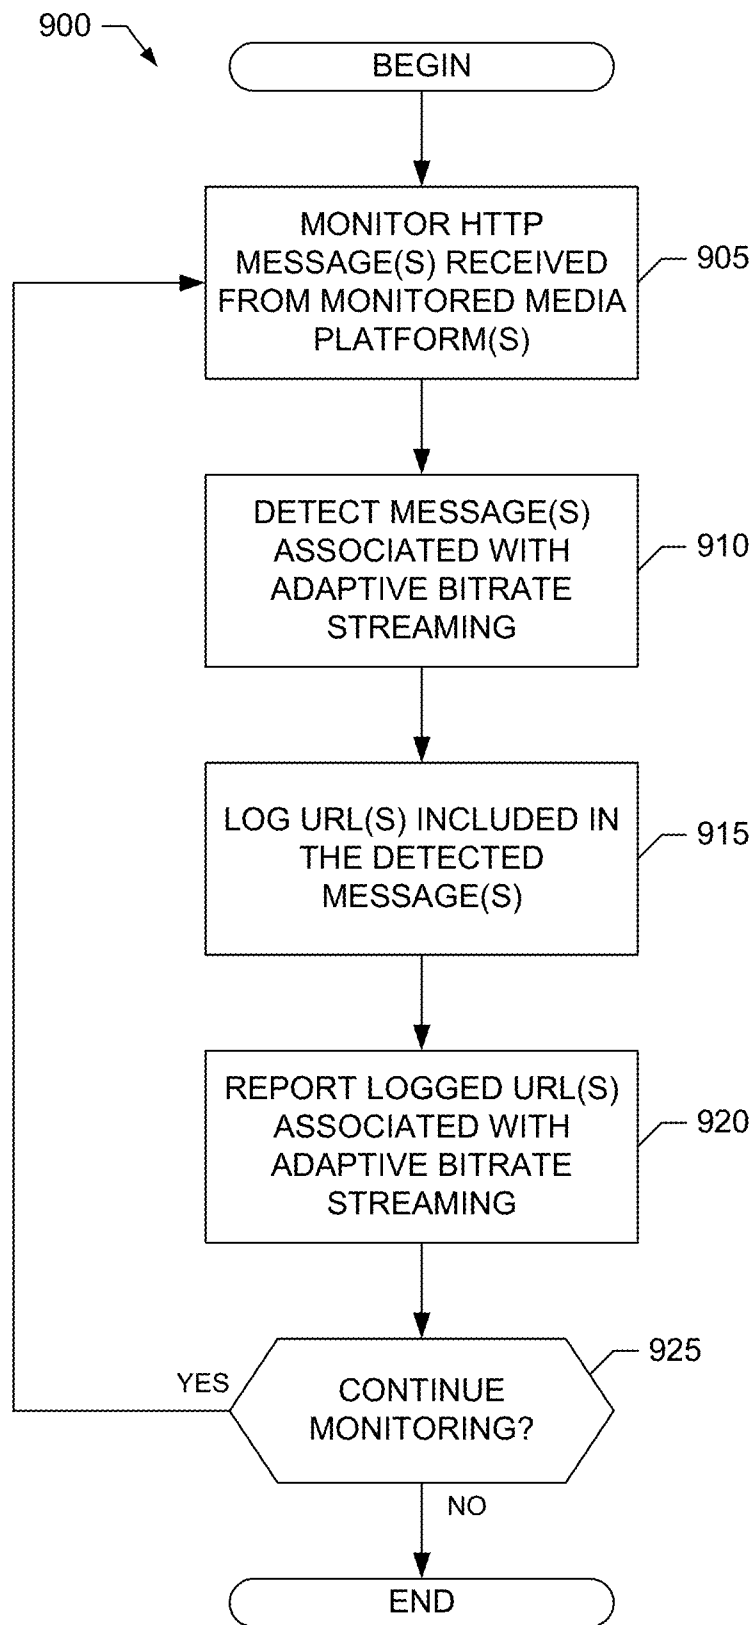 900
BEGIN
MONITOR HTTP
MESSAGE(S) RECEIVED
FROM MONITORED MEDIA
PLATFORM(S)
905
DETECT MESSAGE(S)
ASSOCIATED WITH
ADAPTIVE BITRATE
STREAMING
910
LOG URL(S) INCLUDED IN
THE DETECTED
MESSAGE(S)
915
REPORT LOGGED URL(S)
ASSOCIATED WITH
ADAPTIVE BITRATE
STREAMING
920
CONTINUE
MONITORING?
925
YES
NO
END